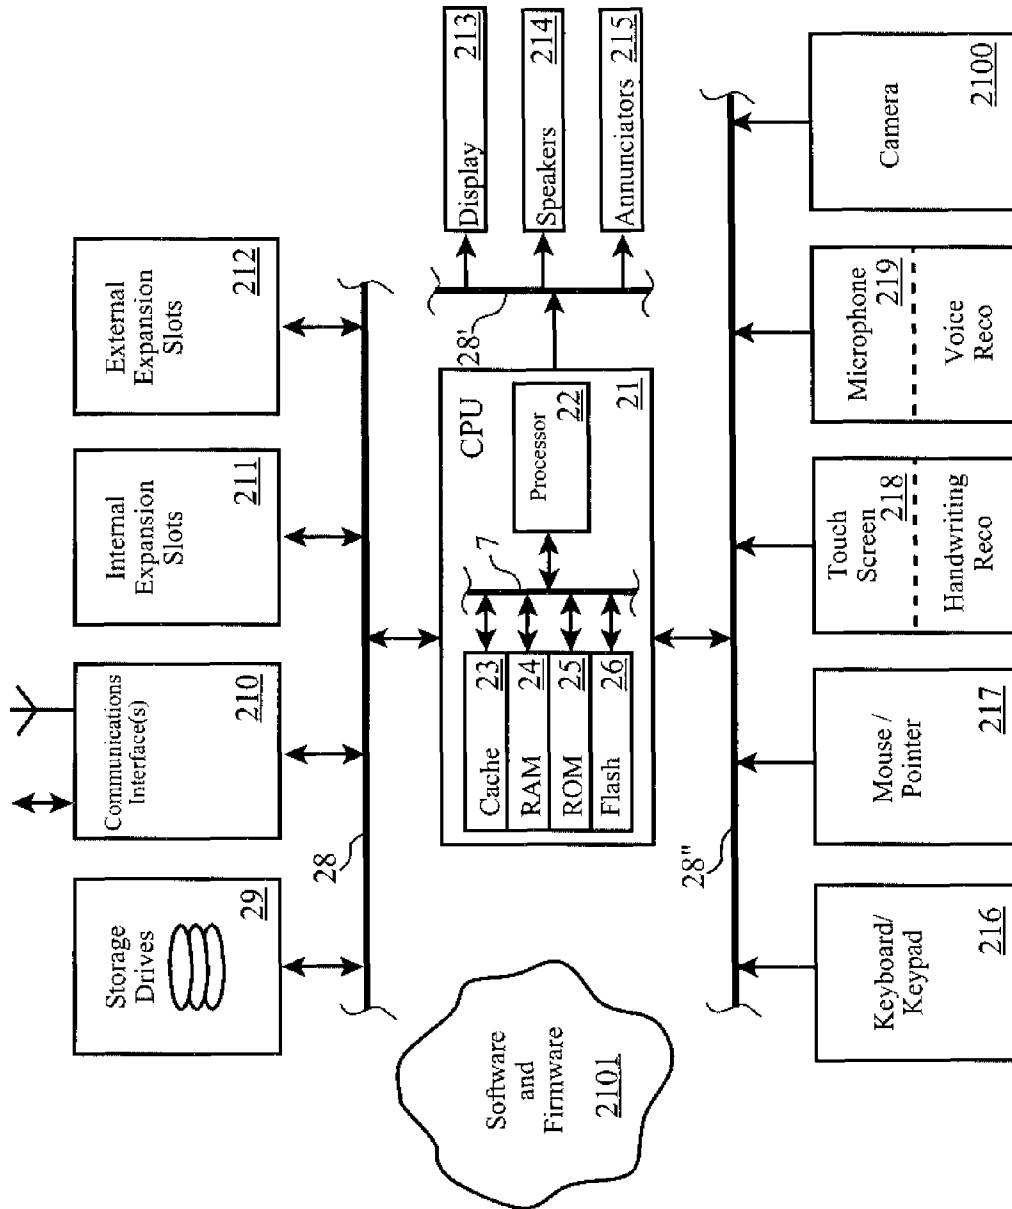 Storage
Drives
29
Communications
Interface(s)
210
Internal
Expansion
Slots
211
External
Expansion
Slots
212
28
CPU
Cache 23
RAM 24
ROM 25
Flash 26
7
Processor
22
21
28'
Display 213
Speakers 214
Annunciators 215
Software
and
Firmware
2101
28"
Keyboard/
Keypad
216
Mouse /
Pointer
217
Touch
Screen
218
Handwriting
Reco
Microphone
219
Voice
Reco
Camera
2100